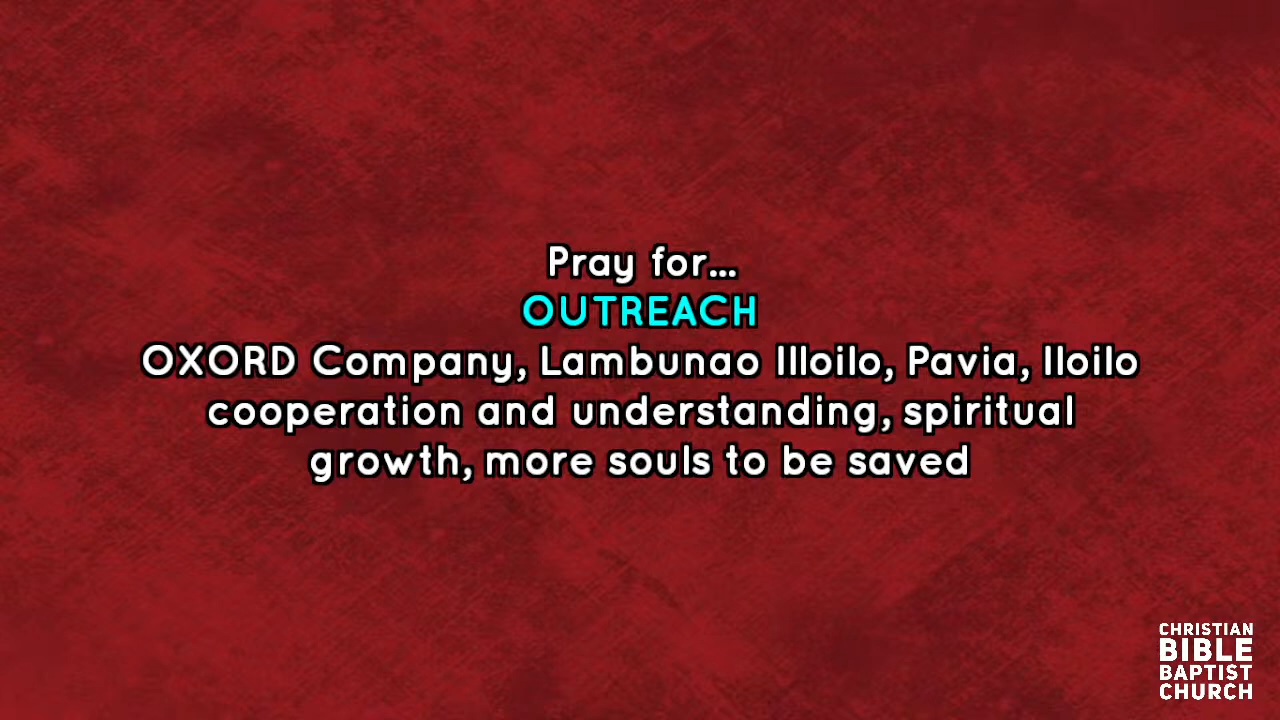 Pray for...
OUTREACH
OXORD Company, Lambunao Illoilo, Pavia, Iloilo
cooperation and understanding, spiritual
growth, more souls to be saved
CHRISTIAN
BIBLE
BAPTIST
CHURCH